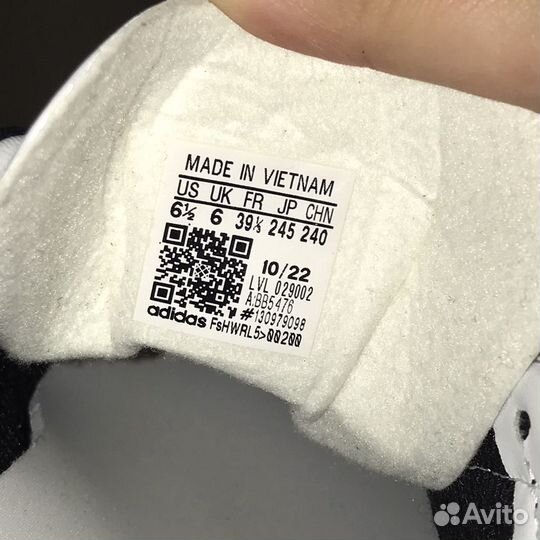 MADE IN VIETNAM
US UK FR JP CHN
6½ 6 39⅓ 245 240
10/22
LVL 029002
A:BB5476
#130979098
adidas FsHWRL5>00200
Avito